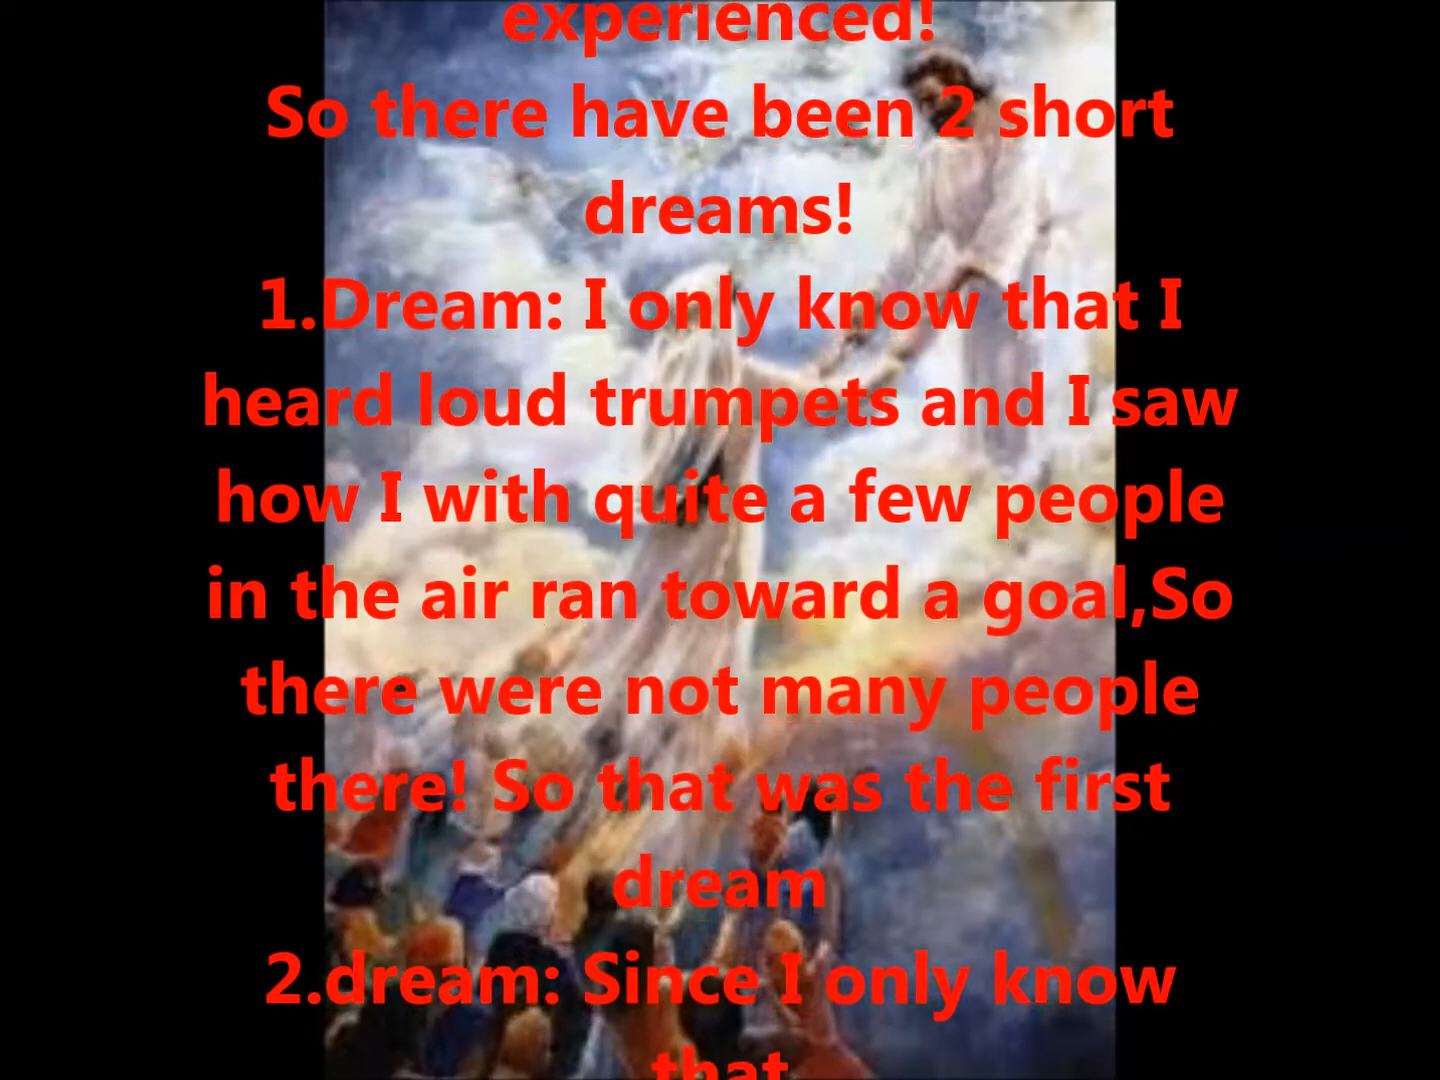 experienced!
So there have been 2 short
dreams!
1.Dream: I only know that I
heard loud trumpets and I saw
how I with quite a few people
in the air ran toward a goal,So
there were not many people
there! So that was the first
dream
2.dream: Since I only know
that